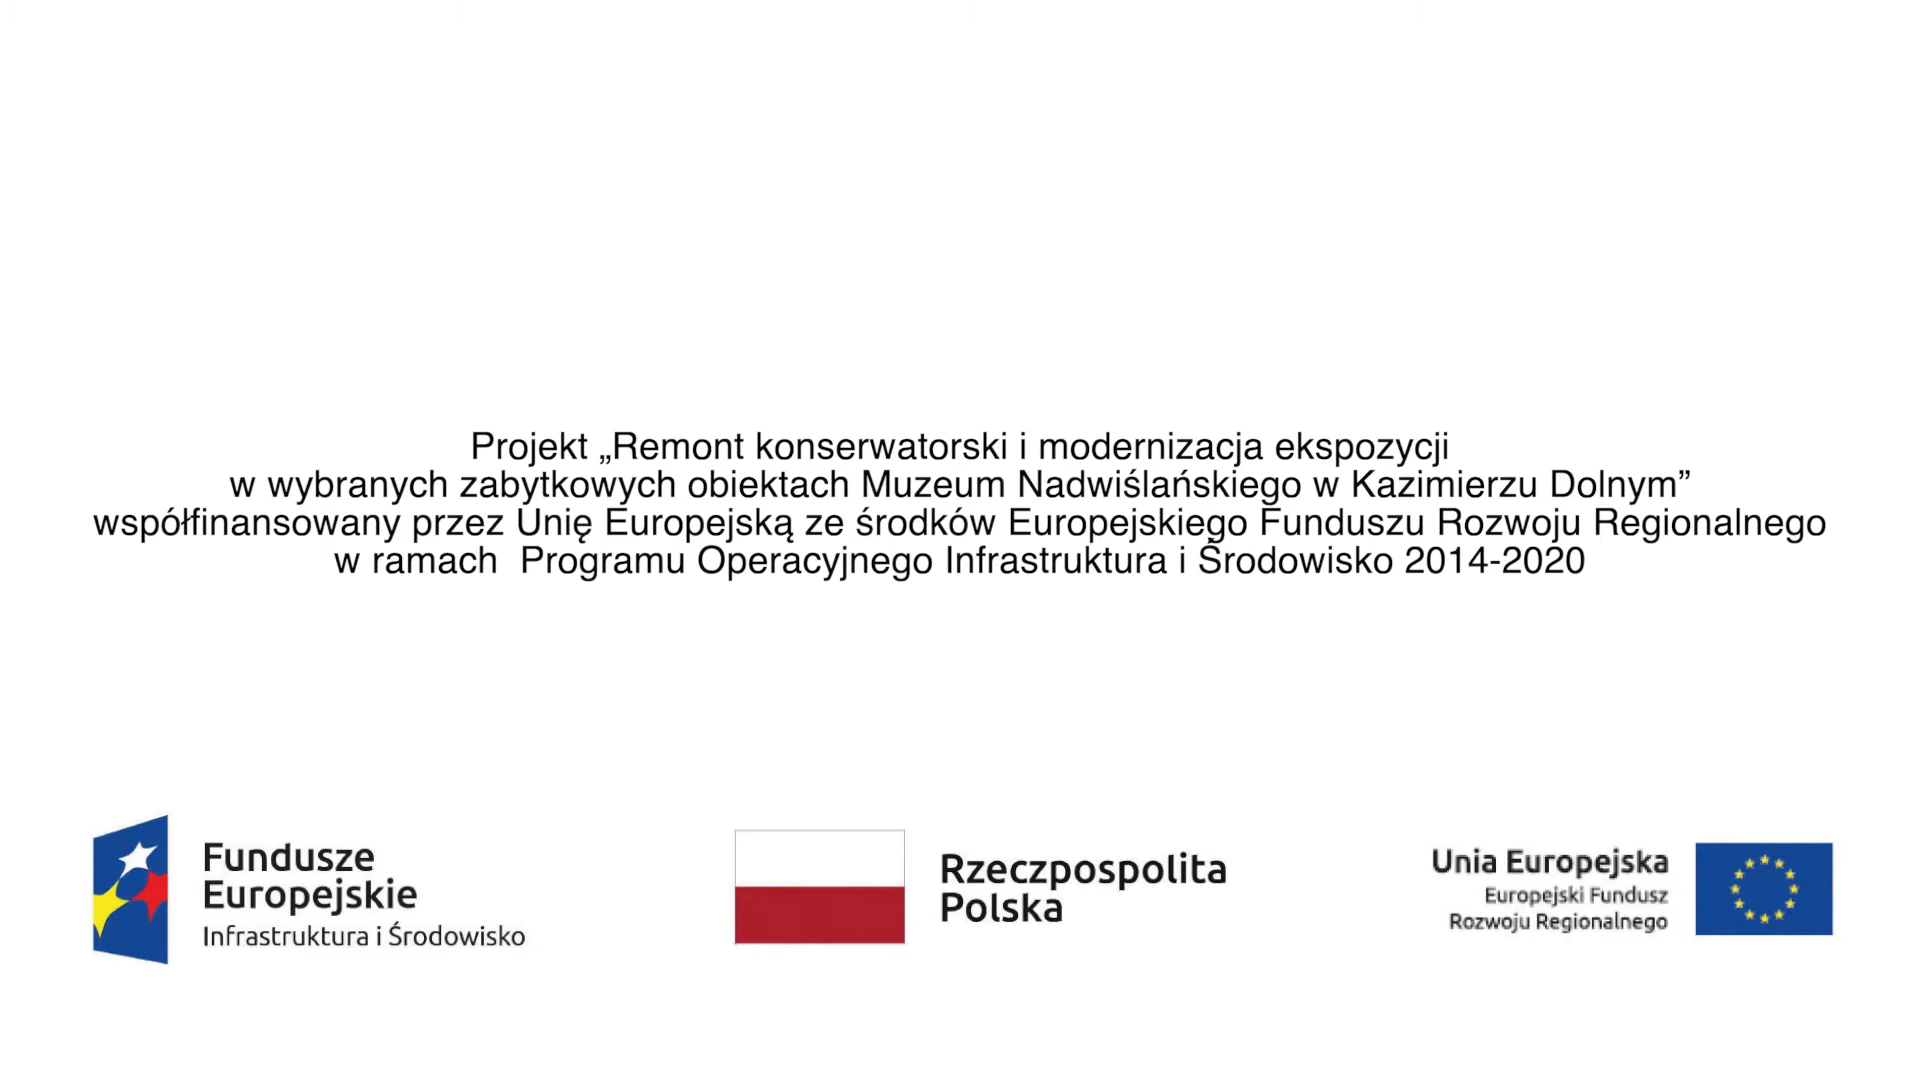 Projekt „Remont konserwatorski i modernizacja ekspozycji
w wybranych zabytkowych obiektach Muzeum Nadwiślańskiego w Kazimierzu Dolnym”
współfinansowany przez Unię Europejską ze środków Europejskiego Funduszu Rozwoju Regionalnego
w ramach  Programu Operacyjnego Infrastruktura i Środowisko 2014-2020
Fundusze
Europejskie
Infrastruktura i Środowisko
Rzeczpospolita
Polska
Unia Europejska
Europejski Fundusz
Rozwoju Regionalnego